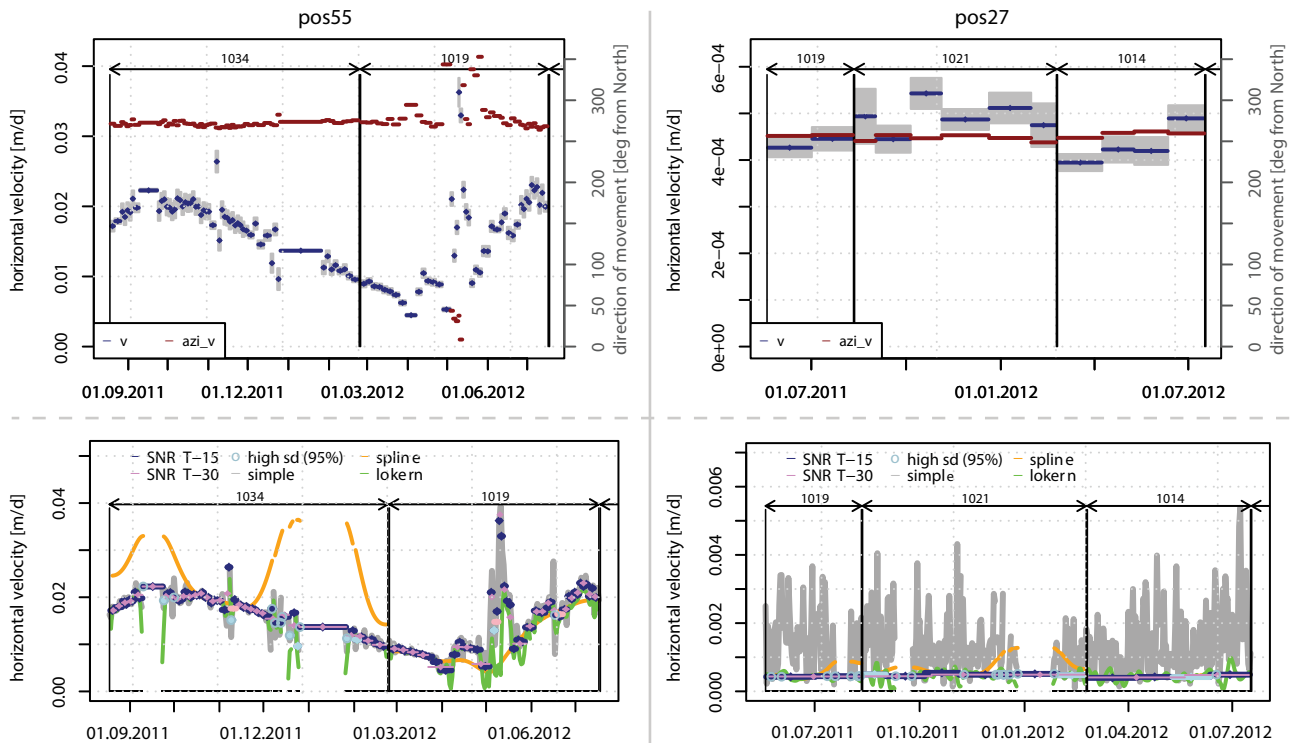 pos55
horizontal velocity [m/d]
0.00 0.01 0.02 0.03 0.04
1034 1019
v azi_v
0 50 100 150 200 300
direction of movement [deg from North]
01.09.2011 01.12.2011 01.03.2012 01.06.2012
pos27
horizontal velocity [m/d]
0e+00 2e−04 4e−04 6e−04
1019 1021 1014
v azi_v
0 50 100 150 200 300
direction of movement [deg from North]
01.07.2011 01.01.2012 01.07.2012
SNR T−15 high sd (95%) spline
SNR T−30 simple lokern
horizontal velocity [m/d]
0.00 0.02 0.04
1034 1019
01.09.2011 01.12.2011 01.03.2012 01.06.2012
SNR T−15 high sd (95%) spline
SNR T−30 simple lokern
horizontal velocity [m/d]
0.000 0.002 0.004 0.006
1019 1021 1014
01.07.2011 01.10.2011 01.01.2012 01.04.2012 01.07.2012